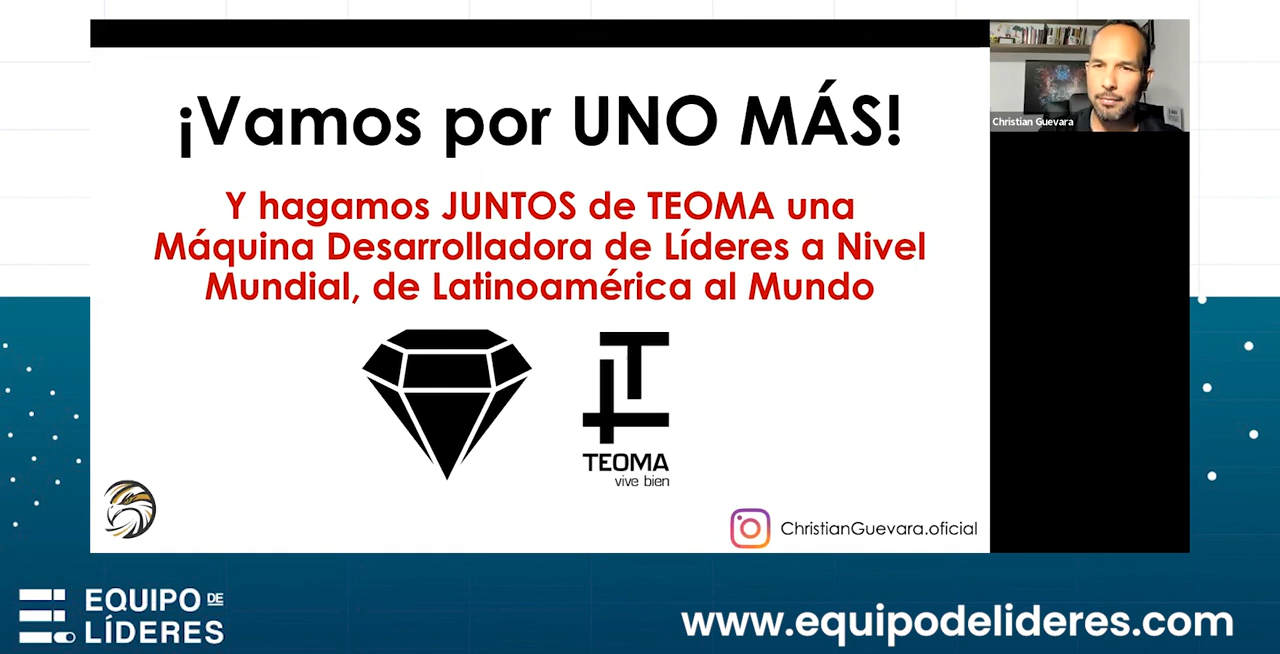 ¡Vamos por UNO MÁS!
Y hagamos JUNTOS de TEOMA una
Máquina Desarrolladora de Líderes a Nivel
Mundial, de Latinoamérica al Mundo
TEOMA
vive bien
ChristianGuevara.oficial
Christian Guevara
EQUIPO DE
LÍDERES
www.equipodelideres.com